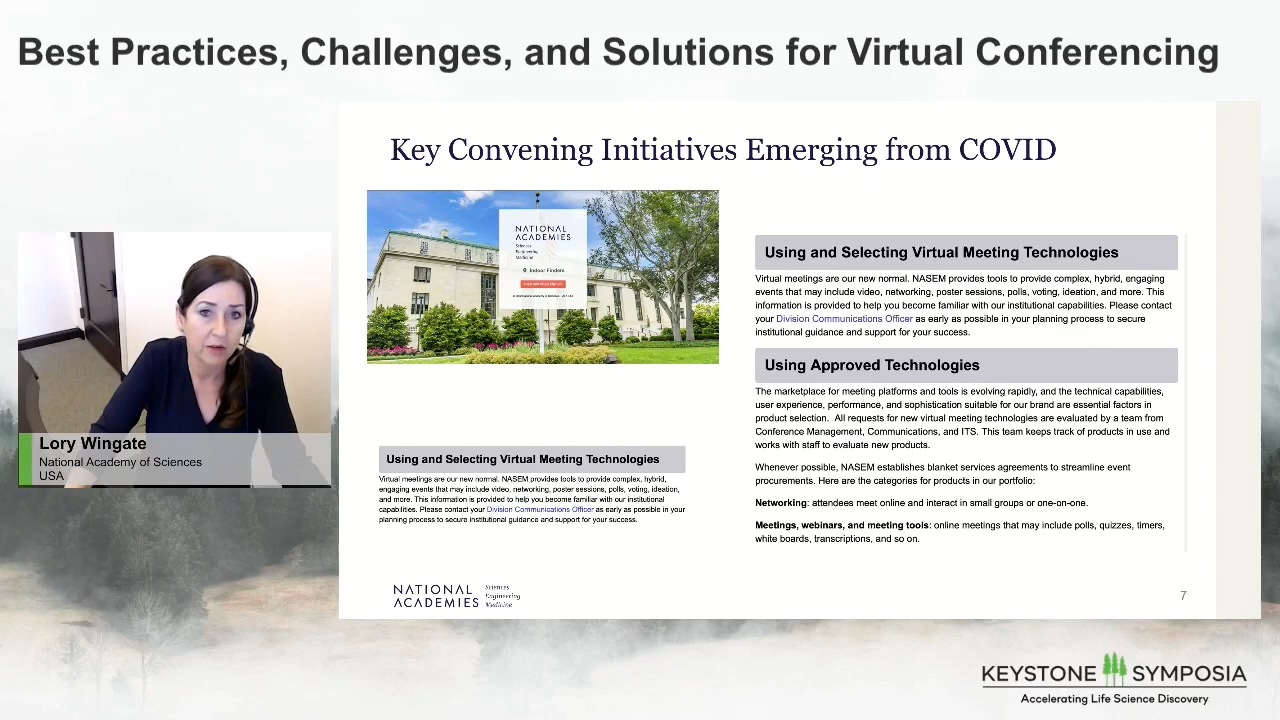 Best Practices, Challenges, and Solutions for Virtual Conferencing
Key Convening Initiatives Emerging from COVID
NATIONAL
ACADEMIES
Sciences
Engineering
Medicine
Indoor Finders
Using and Selecting Virtual Meeting Technologies
Virtual meetings are our new normal. NASEM provides tools to provide complex, hybrid,
engaging events that may include video, networking, poster sessions, polls, voting, ideation,
and more. This information is provided to help you become familiar with our institutional
capabilities. Please contact your Division Communications Officer as early as possible in your
planning process to secure institutional guidance and support for your success.
Using and Selecting Virtual Meeting Technologies
Virtual meetings are our new normal. NASEM provides tools to provide complex, hybrid, engaging
events that may include video, networking, poster sessions, polls, voting, ideation, and more. This
information is provided to help you become familiar with our institutional capabilities. Please contact
your Division Communications Officer as early as possible in your planning process to secure
institutional guidance and support for your success.
Using Approved Technologies
The marketplace for meeting platforms and tools is evolving rapidly, and the technical capabilities,
user experience, performance, and sophistication suitable for our brand are essential factors in
product selection. All requests for new virtual meeting technologies are evaluated by a team from
Conference Management, Communications, and ITS. This team keeps track of products in use and
works with staff to evaluate new products.
Whenever possible, NASEM establishes blanket services agreements to streamline event
procurements. Here are the categories for products in our portfolio:
Networking: attendees meet online and interact in small groups or one-on-one.
Meetings, webinars, and meeting tools: online meetings that may include polls, quizzes, timers,
white boards, transcriptions, and so on.
NATIONAL
ACADEMIES
Sciences
Engineering
Medicine
7
Lory Wingate
National Academy of Sciences
USA
KEYSTONE SYMPOSIA
Accelerating Life Science Discovery